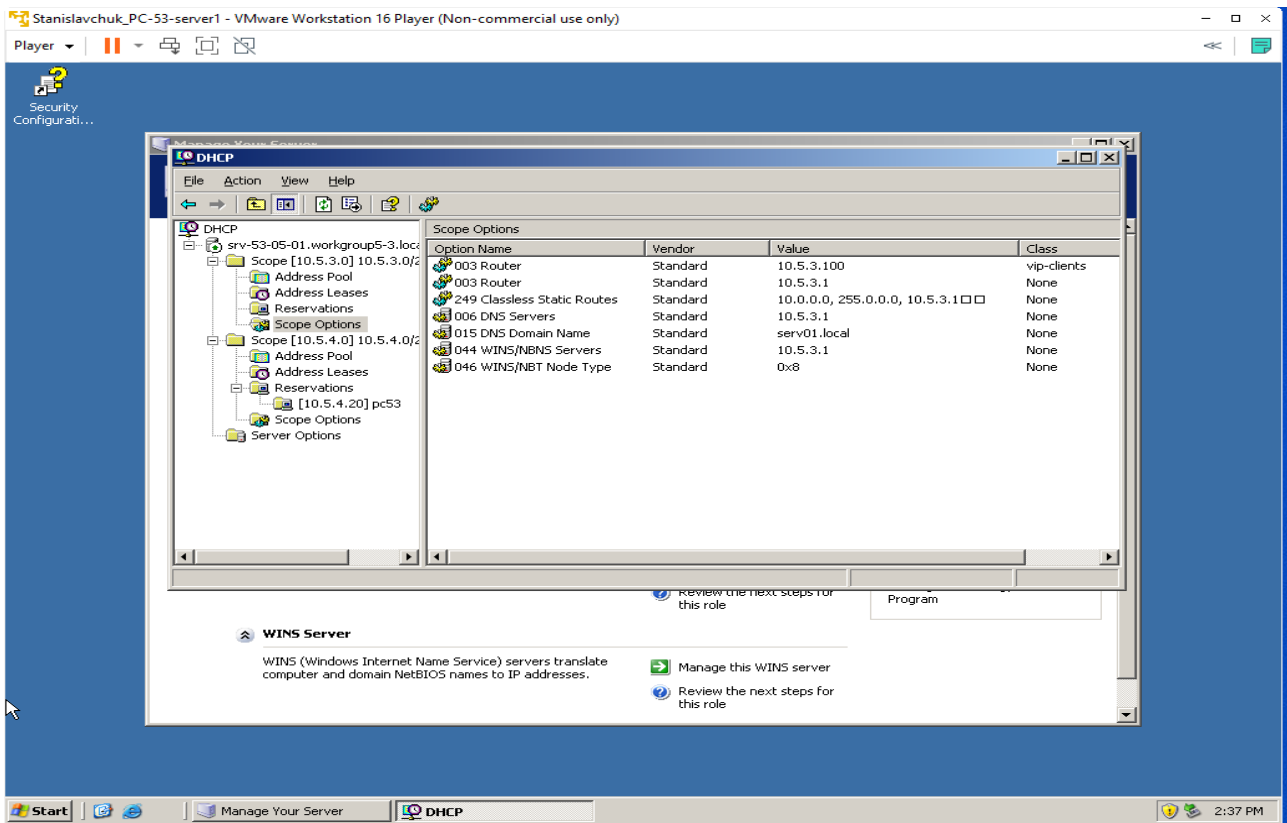 Stanislavchuk_PC-53-server1 - VMware Workstation 16 Player (Non-commercial use only)
Player
Security
Configurati...
Manage Your Server
DHCP
File Action View Help
DHCP
srv-53-05-01.workgroup5-3.loca
Scope [10.5.3.0] 10.5.3.0/2
Address Pool
Address Leases
Reservations
Scope Options
Scope [10.5.4.0] 10.5.4.0/2
Address Pool
Address Leases
Reservations
[10.5.4.20] pc53
Scope Options
Server Options
Scope Options
Option Name Vendor Value Class
003 Router Standard 10.5.3.100 vip-clients
003 Router Standard 10.5.3.1 None
249 Classless Static Routes Standard 10.0.0.0, 255.0.0.0, 10.5.3.1□□ None
006 DNS Servers Standard 10.5.3.1 None
015 DNS Domain Name Standard serv01.local None
044 WINS/NBNS Servers Standard 10.5.3.1 None
046 WINS/NBT Node Type Standard 0x8 None
Review the next steps for
this role
Program
WINS Server
WINS (Windows Internet Name Service) servers translate
computer and domain NetBIOS names to IP addresses.
Manage this WINS server
Review the next steps for
this role
Start
Manage Your Server
DHCP
2:37 PM